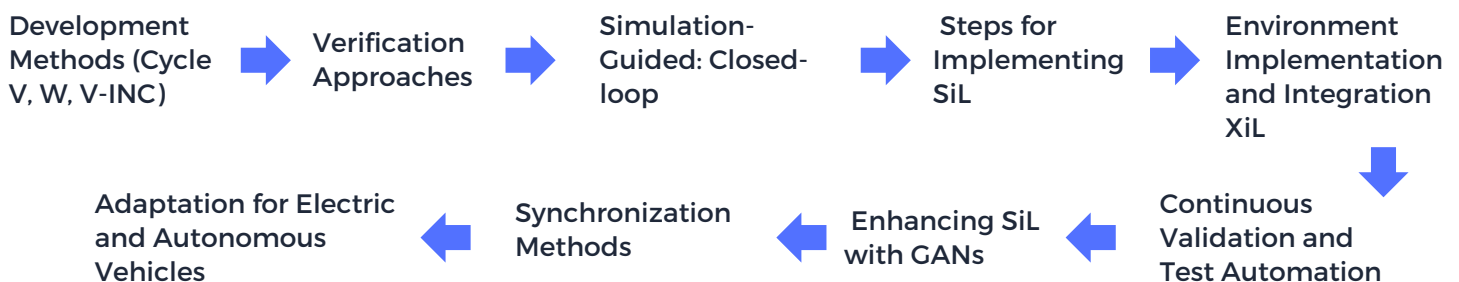 Development
Methods (Cycle
V, W, V-INC)
Verification
Approaches
Simulation-
Guided: Closed-
loop
Steps for
Implementing
SiL
Environment
Implementation
and Integration
XiL
Continuous
Validation and
Test Automation
Enhancing SiL
with GANs
Synchronization
Methods
Adaptation for Electric
and Autonomous
Vehicles